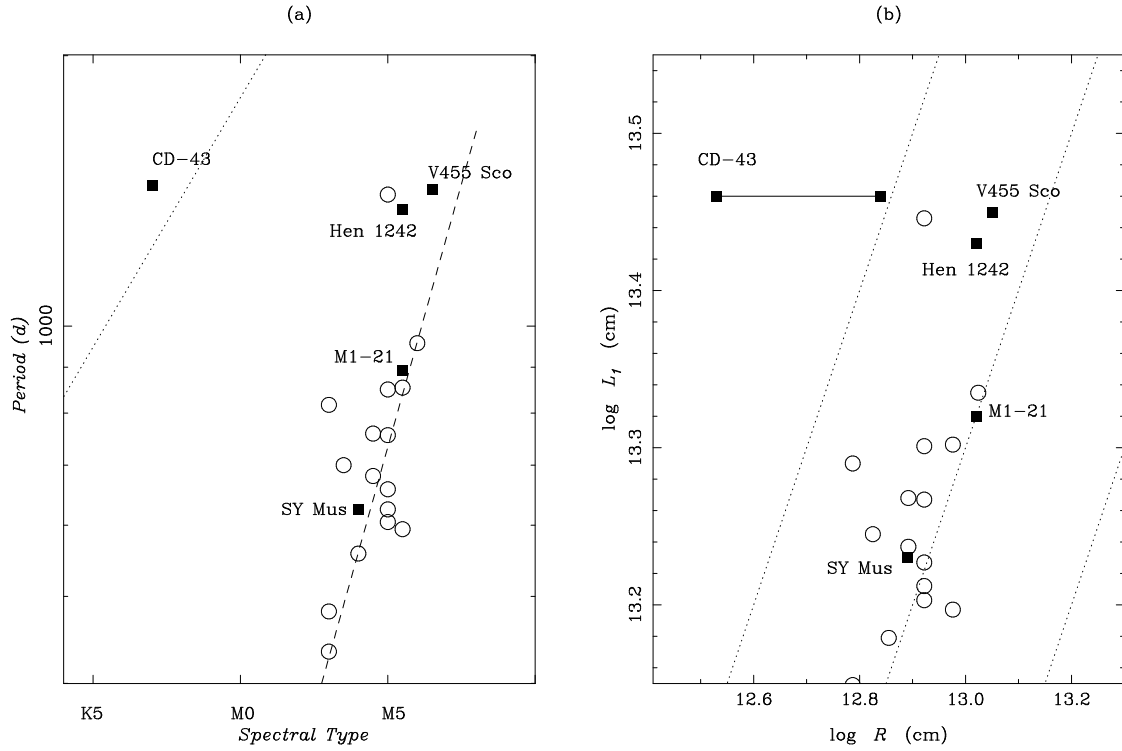 (a)
CD-43
V455 Sco
Hen 1242
M1-21
SY Mus
1000
Period (d)
K5 M0 M5
Spectral Type
(b)
CD-43
V455 Sco
Hen 1242
M1-21
SY Mus
13.5
13.4
13.3
13.2
log L₁ (cm)
12.6 12.8 13.0 13.2
log R (cm)